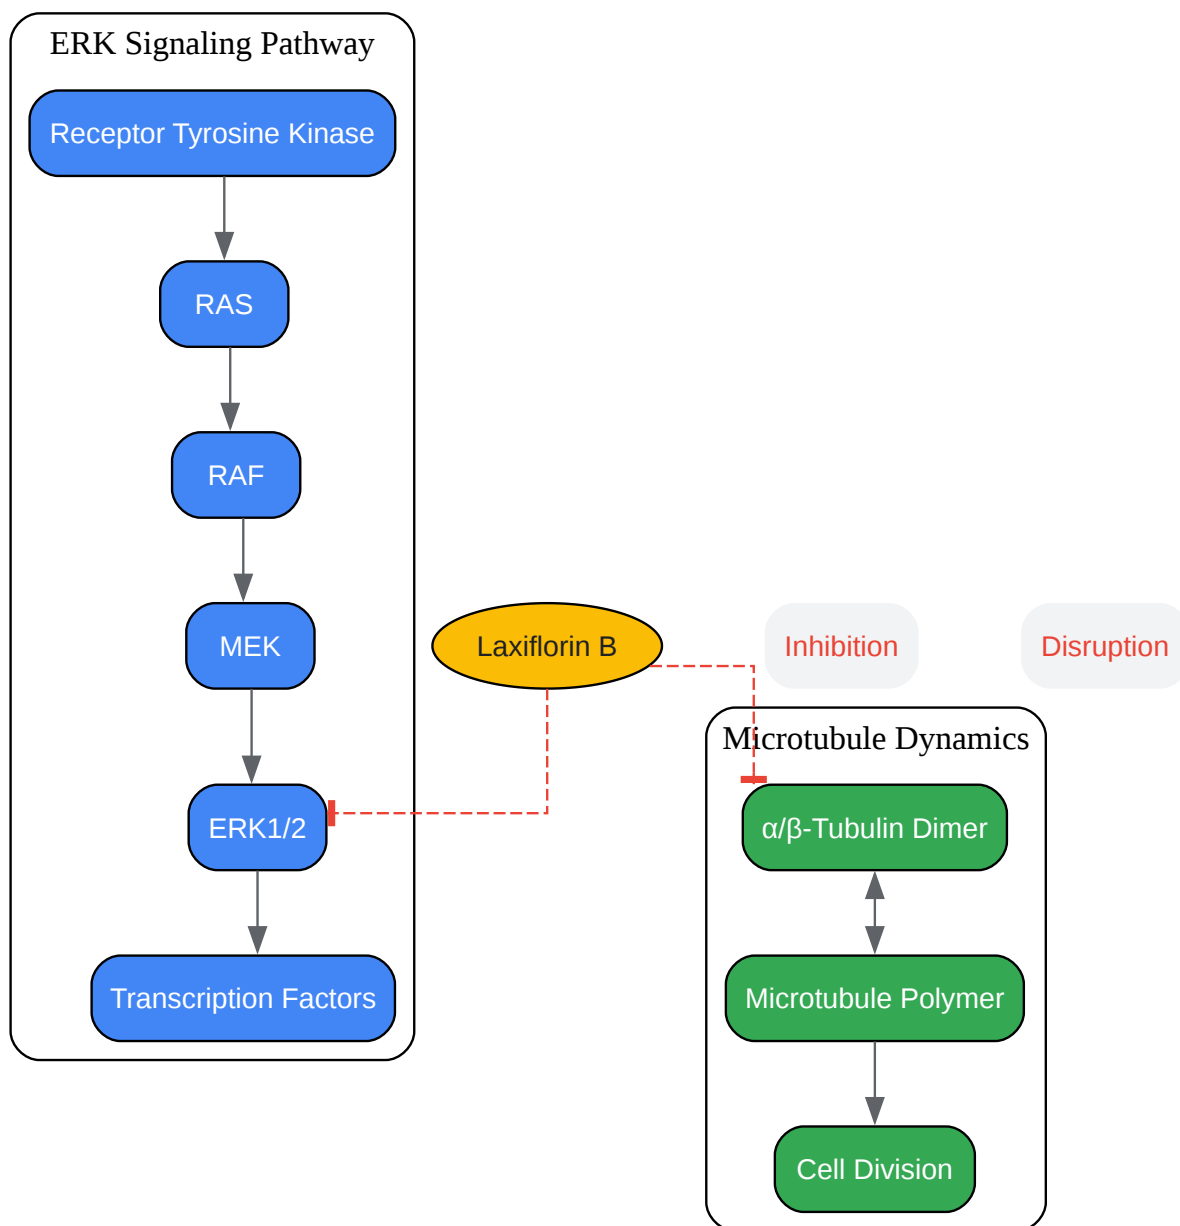 ERK Signaling Pathway
Receptor Tyrosine Kinase
RAS
RAF
MEK
ERK1/2
Transcription Factors
Laxiflorin B
Inhibition
Disruption
Microtubule Dynamics
α/β-Tubulin Dimer
Microtubule Polymer
Cell Division